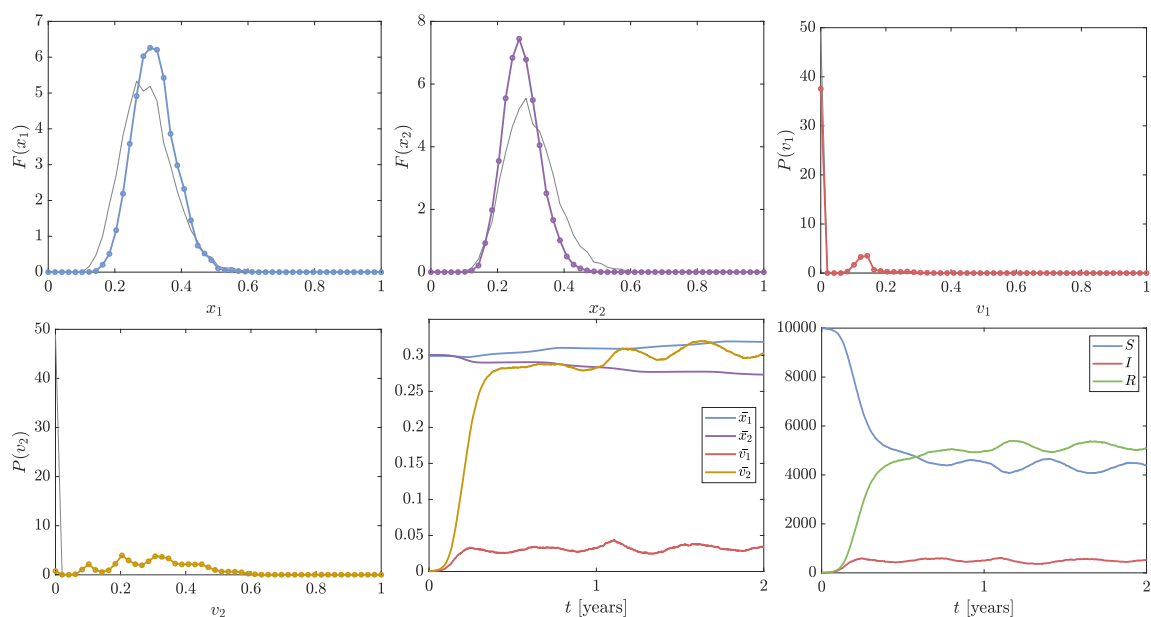 7
6
5
4
3
2
1
0
F(x₁)
0 0.2 0.4 0.6 0.8 1
x₁
8
6
4
2
0
F(x₂)
0 0.2 0.4 0.6 0.8 1
x₂
50
40
30
20
10
0
P(v₁)
0 0.2 0.4 0.6 0.8 1
v₁
50
40
30
20
10
0
P(v₂)
0 0.2 0.4 0.6 0.8 1
v₂
0.3
0.25
0.2
0.15
0.1
0.05
0
x̄₁
x̄₂
v̄₁
v̄₂
0 1 2
t [years]
10000
8000
6000
4000
2000
0
S
I
R
0 1 2
t [years]